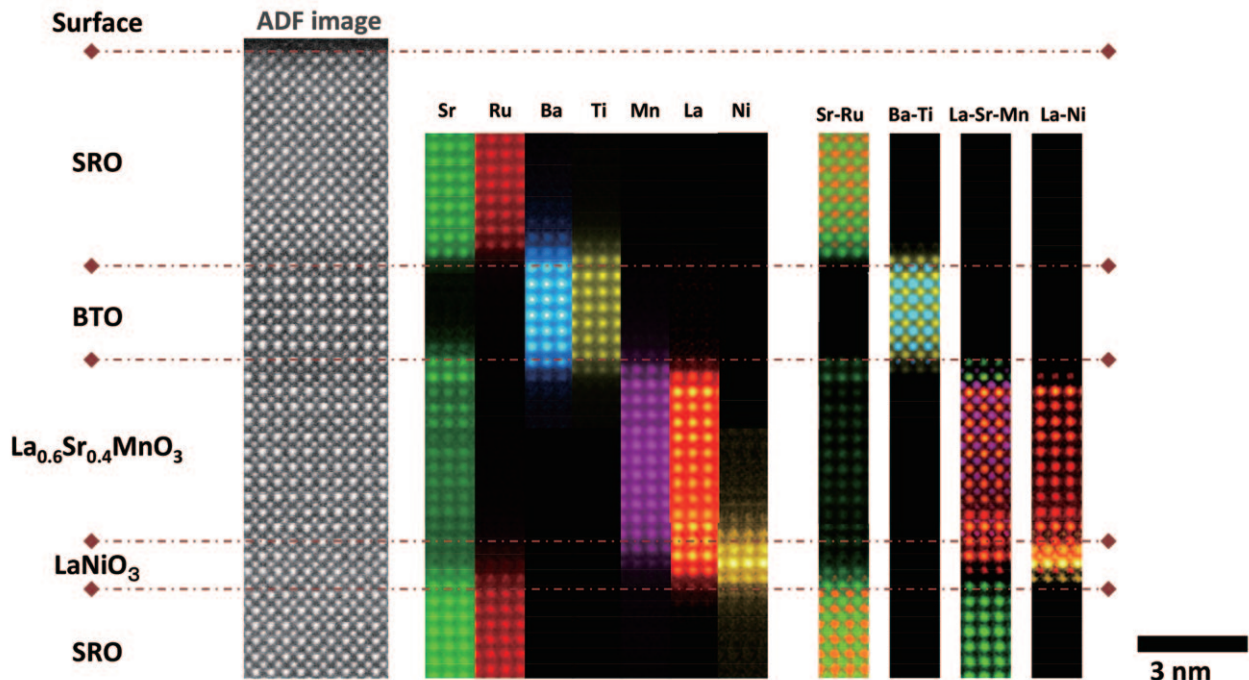 Surface
ADF image
Sr Ru Ba Ti Mn La Ni
Sr-Ru Ba-Ti La-Sr-Mn La-Ni
SRO
BTO
La₀.₆Sr₀.₄MnO₃
LaNiO₃
SRO
3 nm